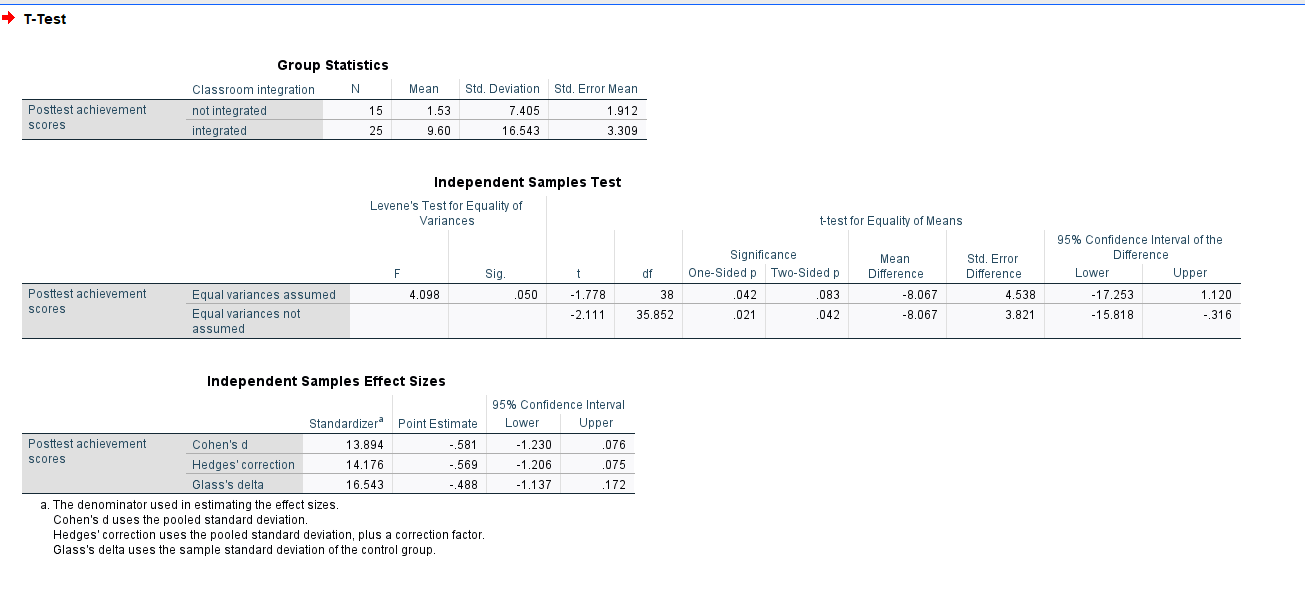 T-Test
Group Statistics
Classroom integration N Mean Std. Deviation Std. Error Mean
Posttest achievement scores not integrated 15 1.53 7.405 1.912
integrated 25 9.60 16.543 3.309
Independent Samples Test
Levene's Test for Equality of Variances t-test for Equality of Means
Significance Mean Difference Std. Error Difference 95% Confidence Interval of the Difference
F Sig. t df One-Sided p Two-Sided p Lower Upper
Posttest achievement scores Equal variances assumed 4.098 .050 -1.778 38 .042 .083 -8.067 4.538 -17.253 1.120
Equal variances not assumed -2.111 35.852 .021 .042 -8.067 3.821 -15.818 -.316
Independent Samples Effect Sizes
Standardizera Point Estimate 95% Confidence Interval
Lower Upper
Posttest achievement scores Cohen's d 13.894 -.581 -1.230 .076
Hedges' correction 14.176 -.569 -1.206 .075
Glass's delta 16.543 -.488 -1.137 .172
a. The denominator used in estimating the effect sizes.
Cohen's d uses the pooled standard deviation.
Hedges' correction uses the pooled standard deviation, plus a correction factor.
Glass's delta uses the sample standard deviation of the control group.